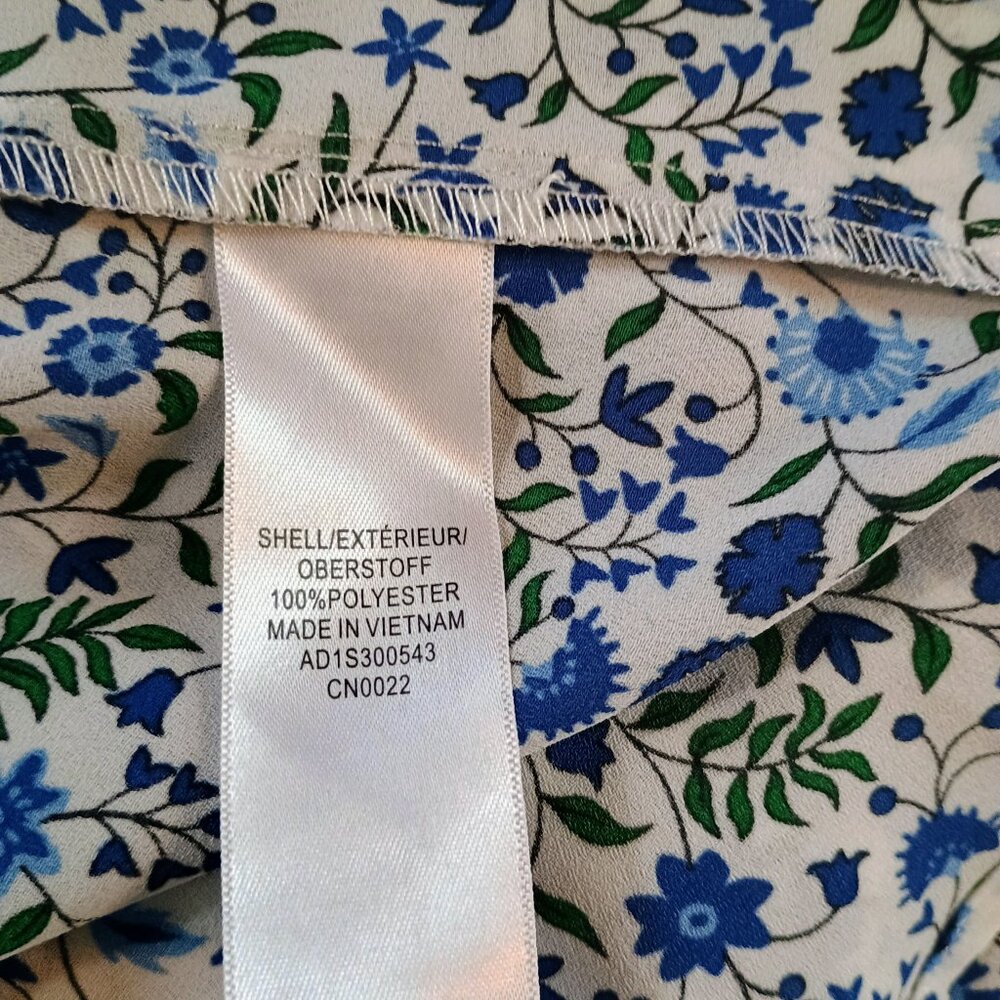 SHELL/EXTÉRIEUR/
OBERSTOFF
100%POLYESTER
MADE IN VIETNAM
AD1S300543
CN0022